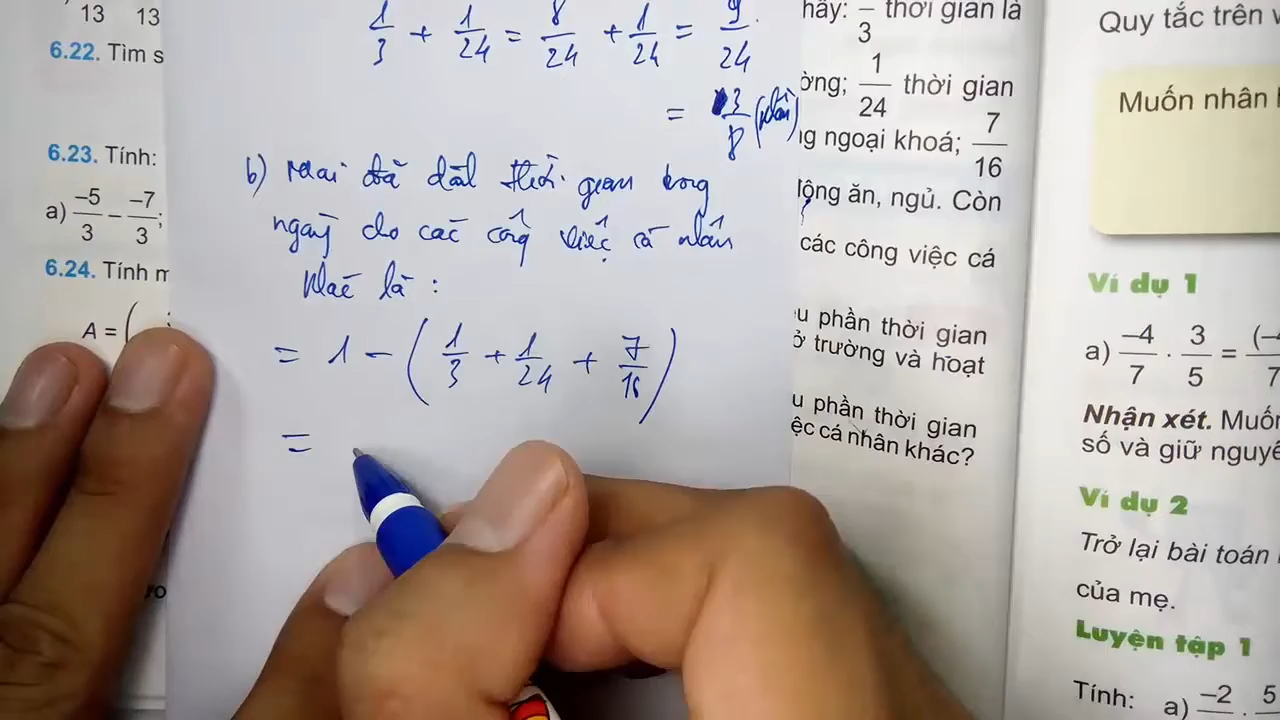 13 13
6.22. Tìm s
6.23. Tính:
a) −5/3 − −7/3;
6.24. Tính m
A = (
1/3 + 1/24 = 8/24 + 1/24 = 9/24
= 3/8 (phần)
b) Mai đã dành thời gian trong
ngày cho các công việc cá nhân
khác là :
= 1 − (1/3 + 1/24 + 7/16)
=
hấy: 1/3 thời gian là
ờng; 1/24 thời gian
ng ngoại khoá; 7/16
động ăn, ngủ. Còn
các công việc cá
u phần thời gian
ở trường và hoạt
u phần thời gian
ệc cá nhân khác?
Quy tắc trên v
Muốn nhân
Ví dụ 1
a) −4/7 · 3/5 = (−4
7
Nhận xét. Muốn
số và giữ nguyê
Ví dụ 2
Trở lại bài toán
của mẹ.
Luyện tập 1
Tính: a) −2 · 5